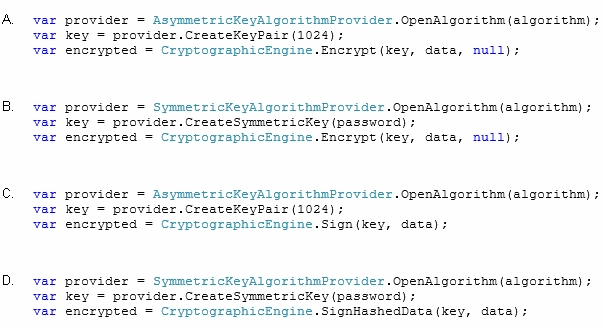 A. var provider = AsymmetricKeyAlgorithmProvider.OpenAlgorithm(algorithm);
var key = provider.CreateKeyPair(1024);
var encrypted = CryptographicEngine.Encrypt(key, data, null);
B. var provider = SymmetricKeyAlgorithmProvider.OpenAlgorithm(algorithm);
var key = provider.CreateSymmetricKey(password);
var encrypted = CryptographicEngine.Encrypt(key, data, null);
C. var provider = AsymmetricKeyAlgorithmProvider.OpenAlgorithm(algorithm);
var key = provider.CreateKeyPair(1024);
var encrypted = CryptographicEngine.Sign(key, data);
D. var provider = SymmetricKeyAlgorithmProvider.OpenAlgorithm(algorithm);
var key = provider.CreateSymmetricKey(password);
var encrypted = CryptographicEngine.SignHashedData(key, data);